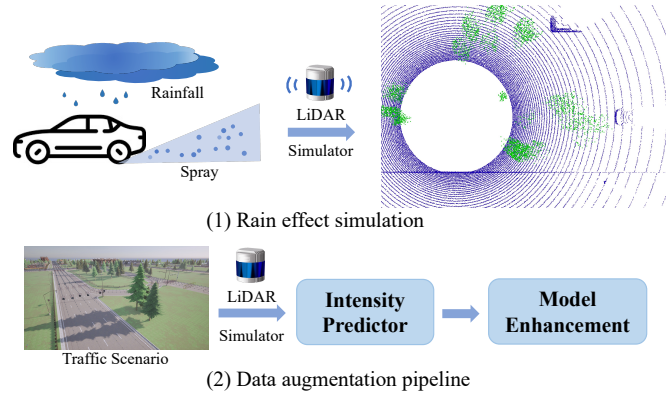 Rainfall
LiDAR
Simulator
Spray
(1) Rain effect simulation
LiDAR
Simulator
Intensity
Predictor
Model
Enhancement
Traffic Scenario
(2) Data augmentation pipeline